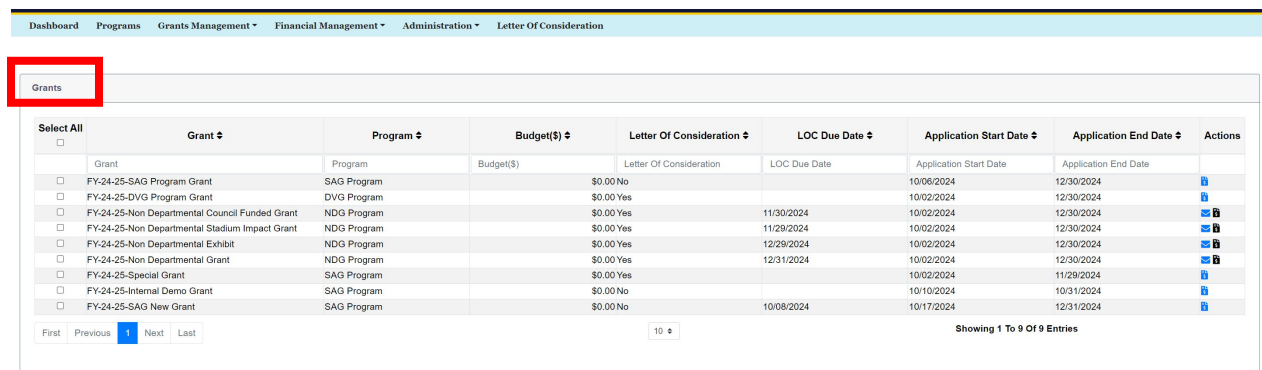 Dashboard Programs Grants Management Financial Management Administration Letter Of Consideration
Grants
Select All Grant Program Budget($) Letter Of Consideration LOC Due Date Application Start Date Application End Date Actions
Grant Program Budget($) Letter Of Consideration LOC Due Date Application Start Date Application End Date
FY-24-25-SAG Program Grant SAG Program $0.00 No 10/06/2024 12/30/2024
FY-24-25-DVG Program Grant DVG Program $0.00 Yes 10/02/2024 12/30/2024
FY-24-25-Non Departmental Council Funded Grant NDG Program $0.00 Yes 11/30/2024 10/02/2024 12/30/2024
FY-24-25-Non Departmental Stadium Impact Grant NDG Program $0.00 Yes 11/29/2024 10/02/2024 12/30/2024
FY-24-25-Non Departmental Exhibit NDG Program $0.00 Yes 12/29/2024 10/02/2024 12/30/2024
FY-24-25-Non Departmental Grant NDG Program $0.00 Yes 12/31/2024 10/02/2024 12/30/2024
FY-24-25-Special Grant SAG Program $0.00 Yes 10/02/2024 11/29/2024
FY-24-25-Internal Demo Grant SAG Program $0.00 No 10/10/2024 10/31/2024
FY-24-25-SAG New Grant SAG Program $0.00 No 10/08/2024 10/17/2024 12/31/2024
First Previous 1 Next Last 10 Showing 1 To 9 Of 9 Entries